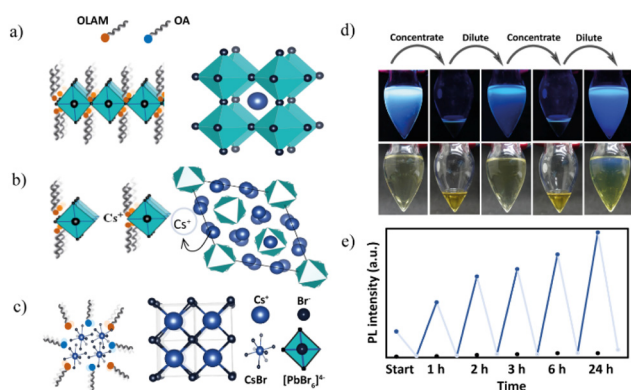 a)
OLAM
OA
b)
Cs⁺
Cs⁺
c)
Cs⁺
Br⁻
CsBr
[PbBr₆]⁴⁻
d)
Concentrate
Dilute
Concentrate
Dilute
e)
PL intensity (a.u.)
Start
1 h
2 h
3 h
6 h
24 h
Time